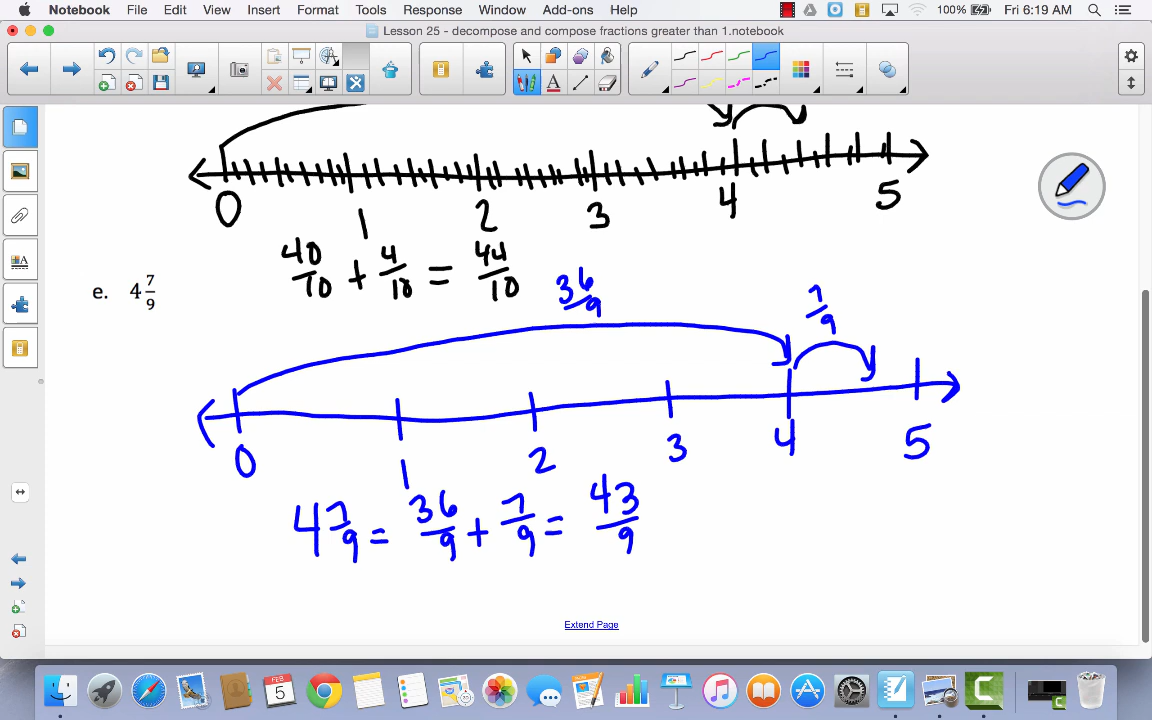 Notebook File Edit View Insert Format Tools Response Window Add-ons Help 100% Fri 6:19 AM
Lesson 25 - decompose and compose fractions greater than 1.notebook
0 1 2 3 4 5
40/10 + 4/10 = 44/10
e. 4 7/9
36/9 7/9
0 1 2 3 4 5
4 7/9 = 36/9 + 7/9 = 43/9
Extend Page
FEB
5